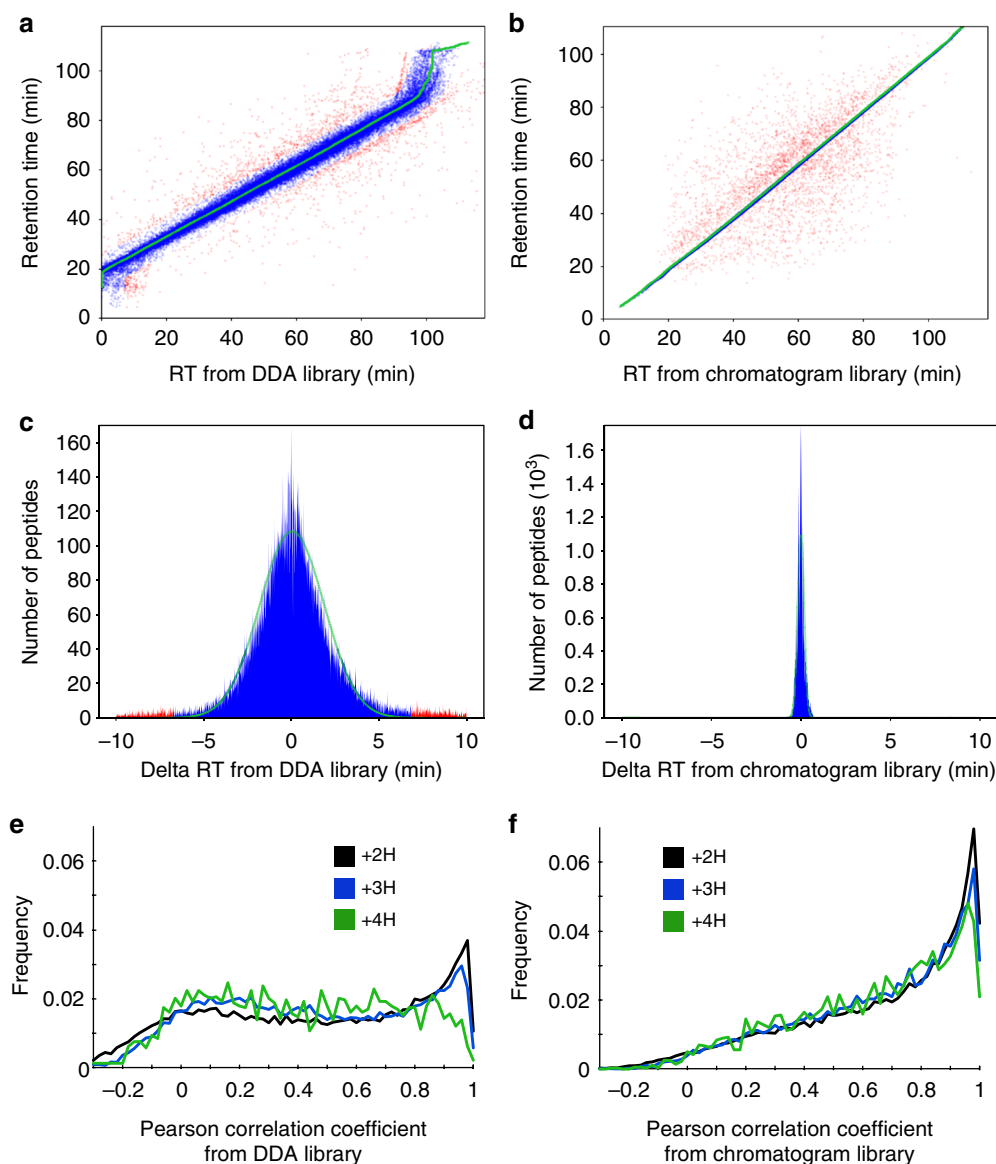 a
Retention time (min)
100
80
60
40
20
0
0 20 40 60 80 100
RT from DDA library (min)
b
Retention time (min)
100
80
60
40
20
0
0 20 40 60 80 100
RT from chromatogram library (min)
c
Number of peptides
160
140
120
100
80
60
40
20
0
−10 −5 0 5 10
Delta RT from DDA library (min)
d
Number of peptides (10³)
1.6
1.4
1.2
1.0
0.8
0.6
0.4
0.2
0.0
−10 −5 0 5 10
Delta RT from chromatogram library (min)
e
Frequency
0.06
0.04
0.02
0
+2H
+3H
+4H
−0.2 0 0.2 0.4 0.6 0.8 1
Pearson correlation coefficient
from DDA library
f
Frequency
0.06
0.04
0.02
0
+2H
+3H
+4H
−0.2 0 0.2 0.4 0.6 0.8 1
Pearson correlation coefficient
from chromatogram library